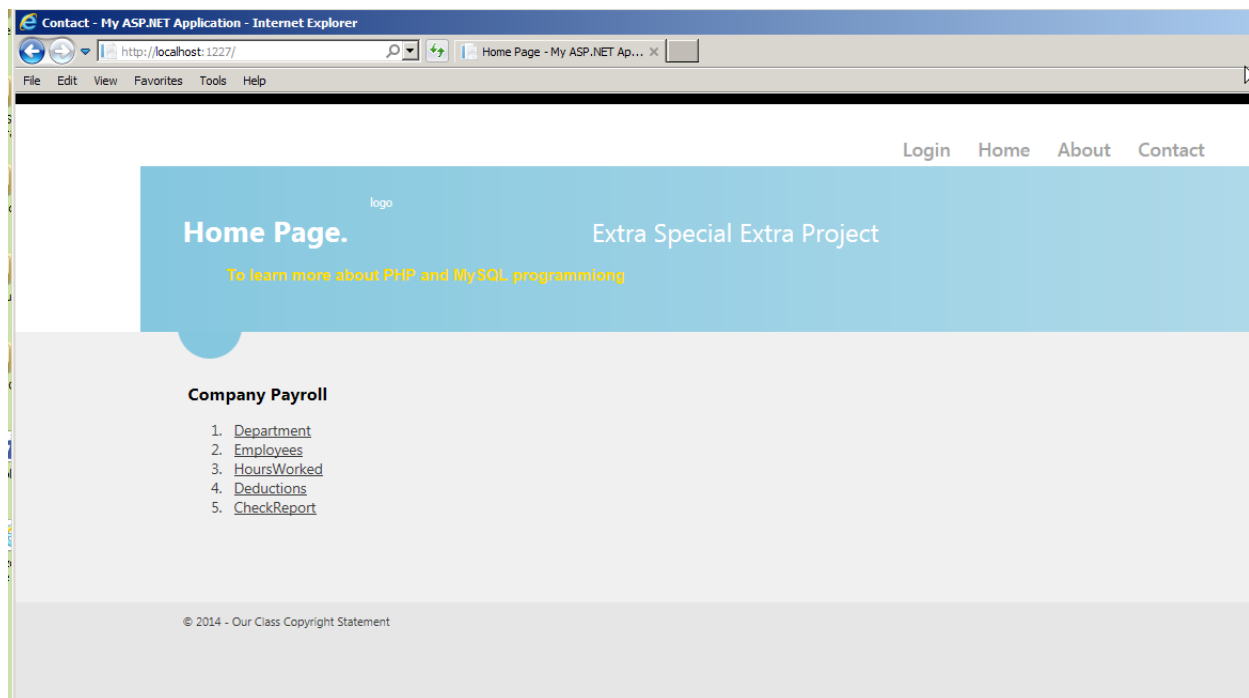 Contact - My ASP.NET Application - Internet Explorer
http://localhost:1227/
Home Page - My ASP.NET Ap...
File Edit View Favorites Tools Help
Login Home About Contact
logo
Home Page. Extra Special Extra Project
To learn more about PHP and MySQL programmiong
Company Payroll
1. Department
2. Employees
3. HoursWorked
4. Deductions
5. CheckReport
© 2014 - Our Class Copyright Statement